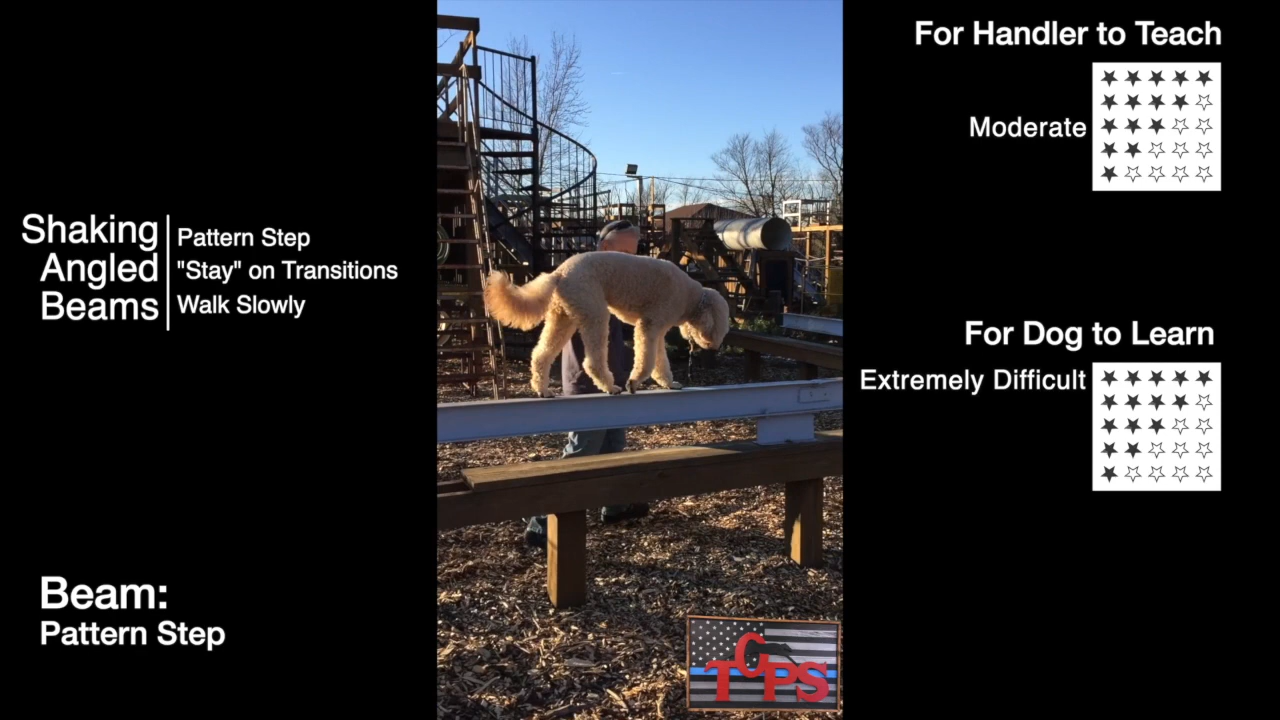 For Handler to Teach
Moderate
Shaking
Angled
Beams
Pattern Step
"Stay" on Transitions
Walk Slowly
For Dog to Learn
Extremely Difficult
Beam:
Pattern Step
TOPS